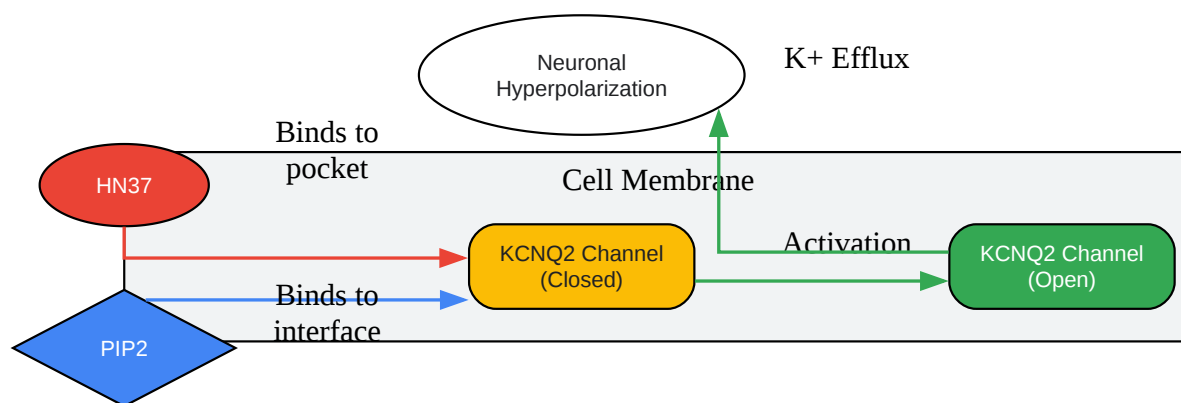 Neuronal
Hyperpolarization
K+ Efflux
Binds to
pocket
HN37
Cell Membrane
KCNQ2 Channel
(Closed)
Activation
KCNQ2 Channel
(Open)
Binds to
interface
PIP2